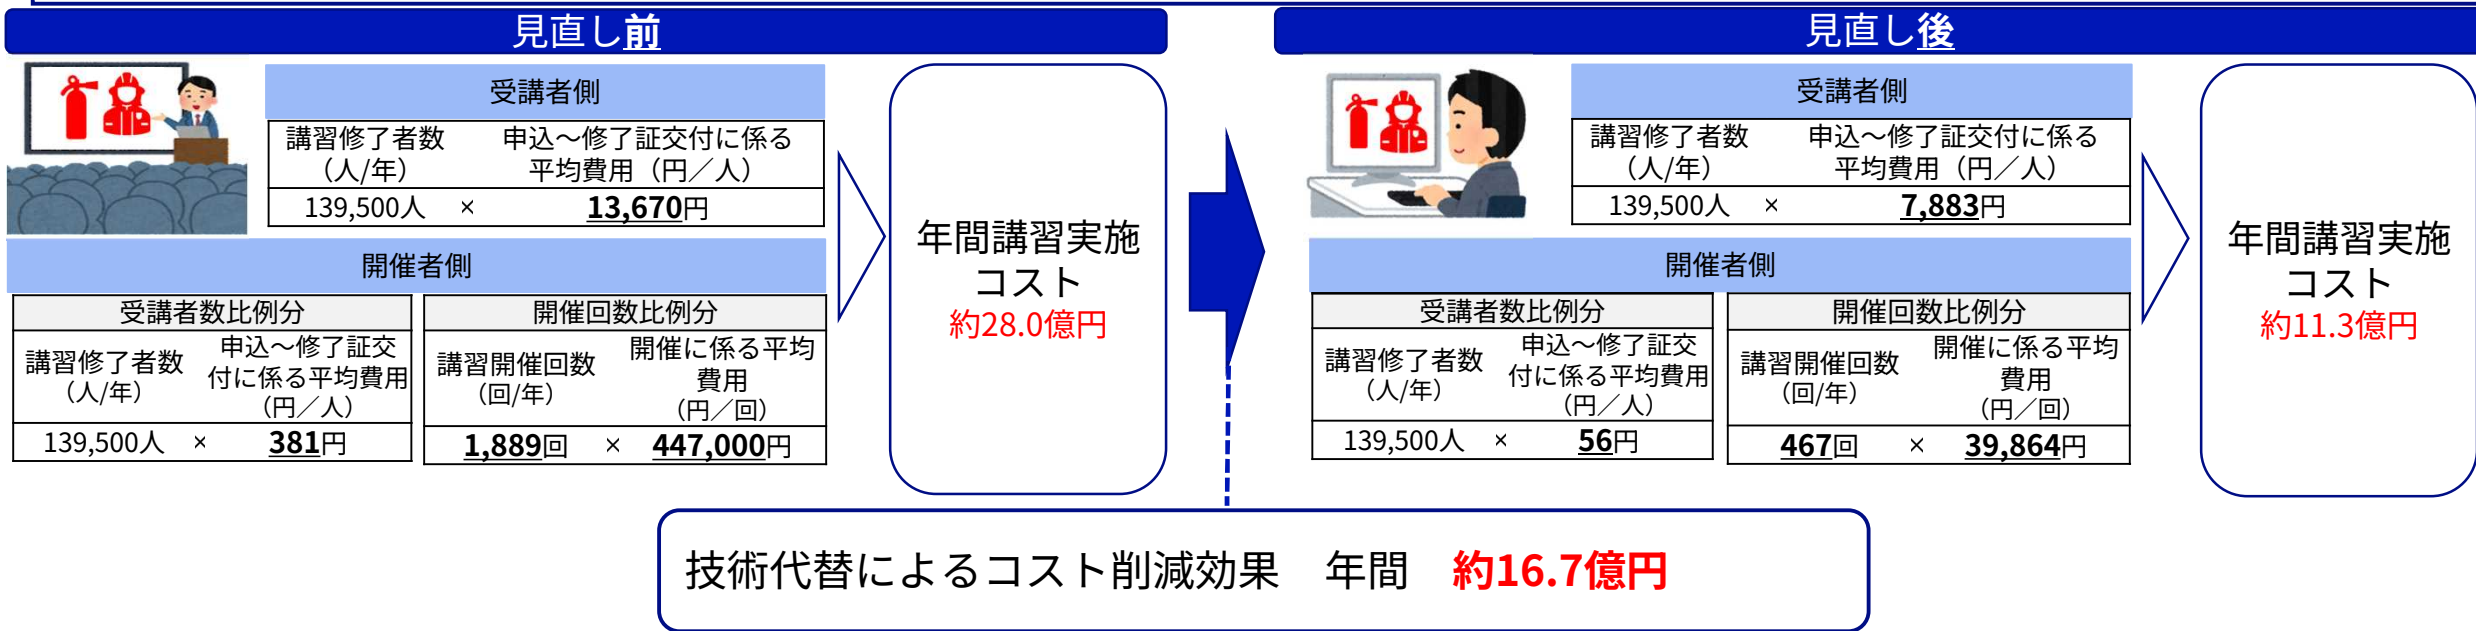 見直し前
受講者側
講習修了者数
（人/年）
申込～修了証交付に係る
平均費用（円／人）
139,500人 × 13,670円
開催者側
受講者数比例分
講習修了者数
（人/年）
申込～修了証交
付に係る平均費用
（円／人）
139,500人 × 381円
開催回数比例分
講習開催回数
（回/年）
開催に係る平均
費用
（円／回）
1,889回 × 447,000円
年間講習実施
コスト
約28.0億円
見直し後
受講者側
講習修了者数
（人/年）
申込～修了証交付に係る
平均費用（円／人）
139,500人 × 7,883円
開催者側
受講者数比例分
講習修了者数
（人/年）
申込～修了証交
付に係る平均費用
（円／人）
139,500人 × 56円
開催回数比例分
講習開催回数
（回/年）
開催に係る平均
費用
（円／回）
467回 × 39,864円
年間講習実施
コスト
約11.3億円
技術代替によるコスト削減効果　年間　約16.7億円